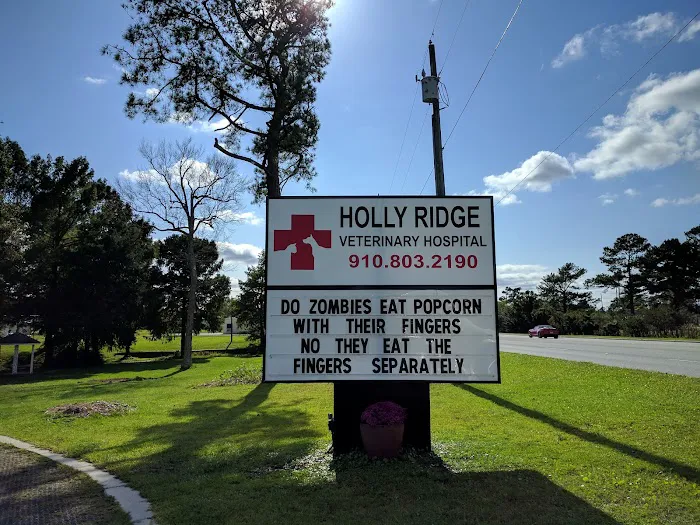 HOLLY RIDGE
VETERINARY HOSPITAL
910.803.2190
DO ZOMBIES EAT POPCORN
WITH THEIR FINGERS
NO THEY EAT THE
FINGERS SEPARATELY